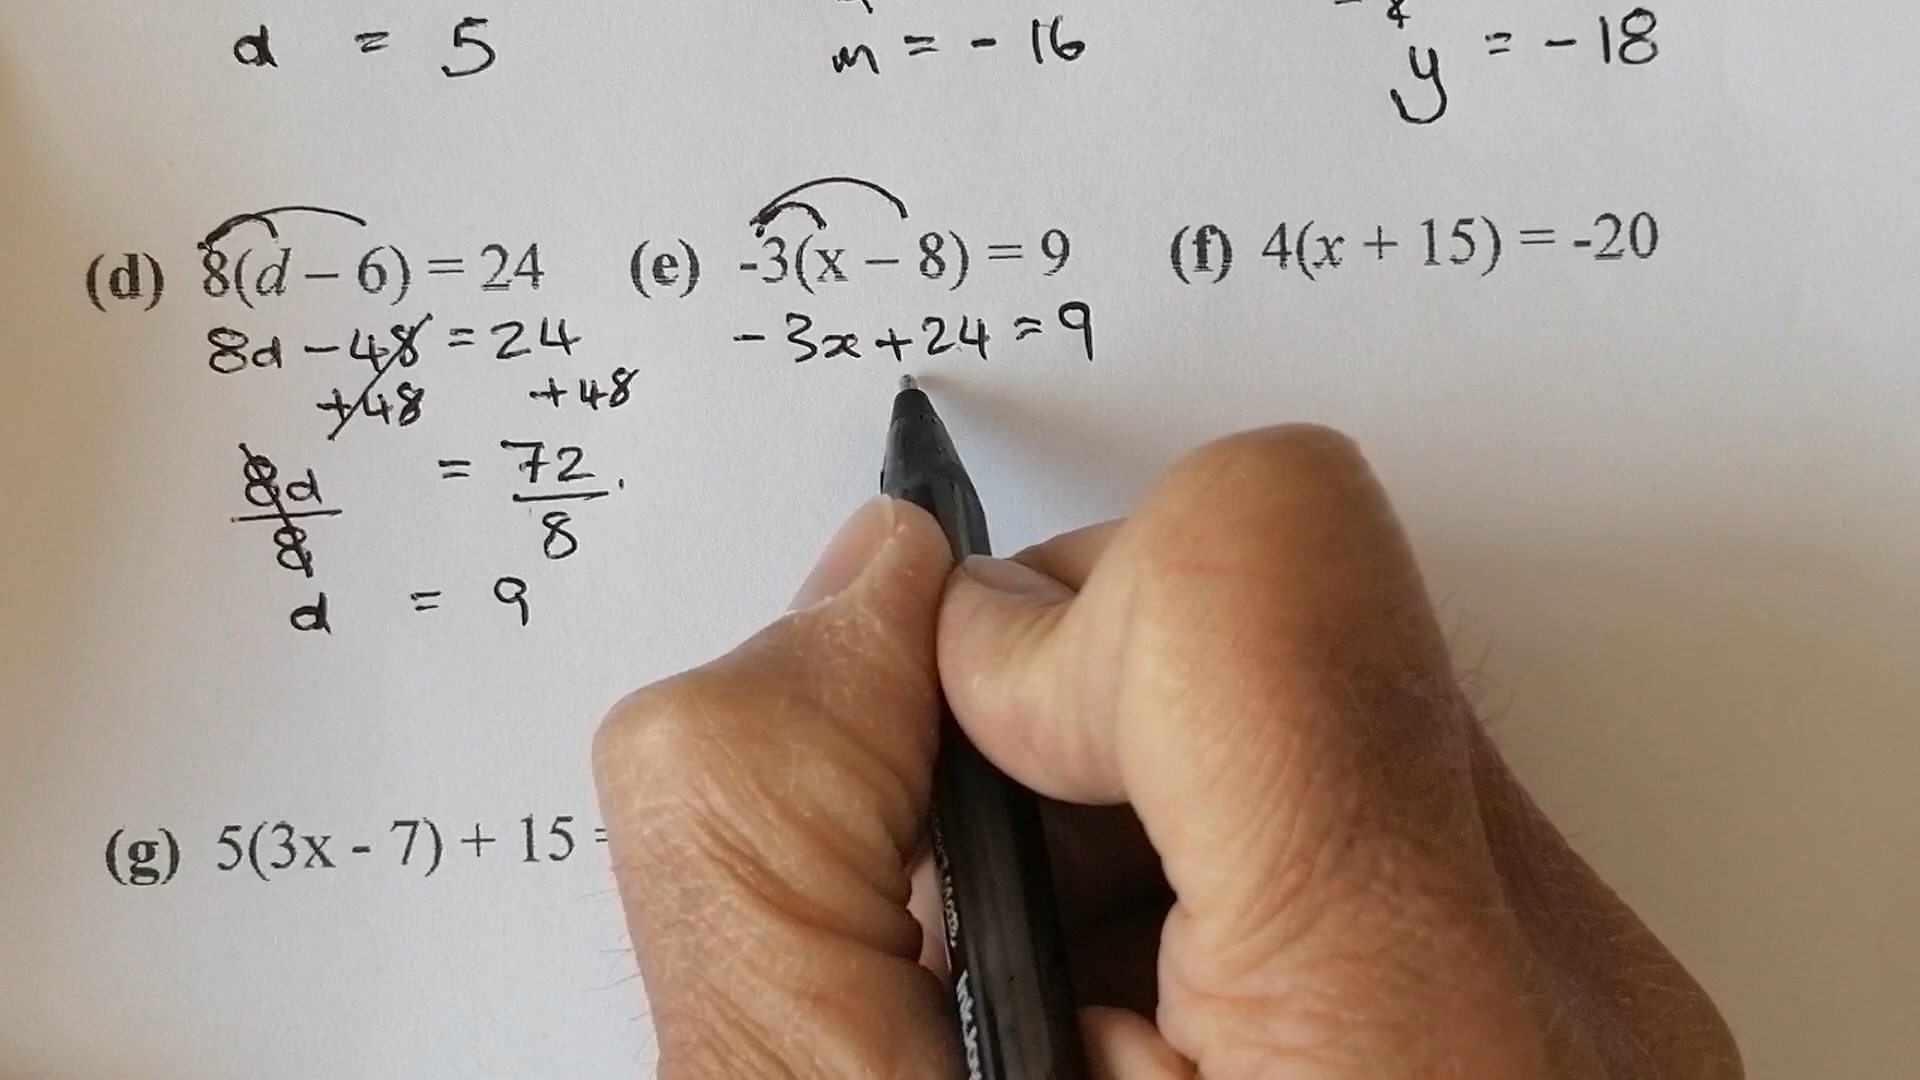 d = 5
m = - 16
y = - 18
(d) 8(d – 6) = 24
8d - 48 = 24
+48 +48
8d = 72
8 8
d = 9
(e) -3(x – 8) = 9
- 3x + 24 = 9
(f) 4(x + 15) = -20
(g) 5(3x - 7) + 15 =